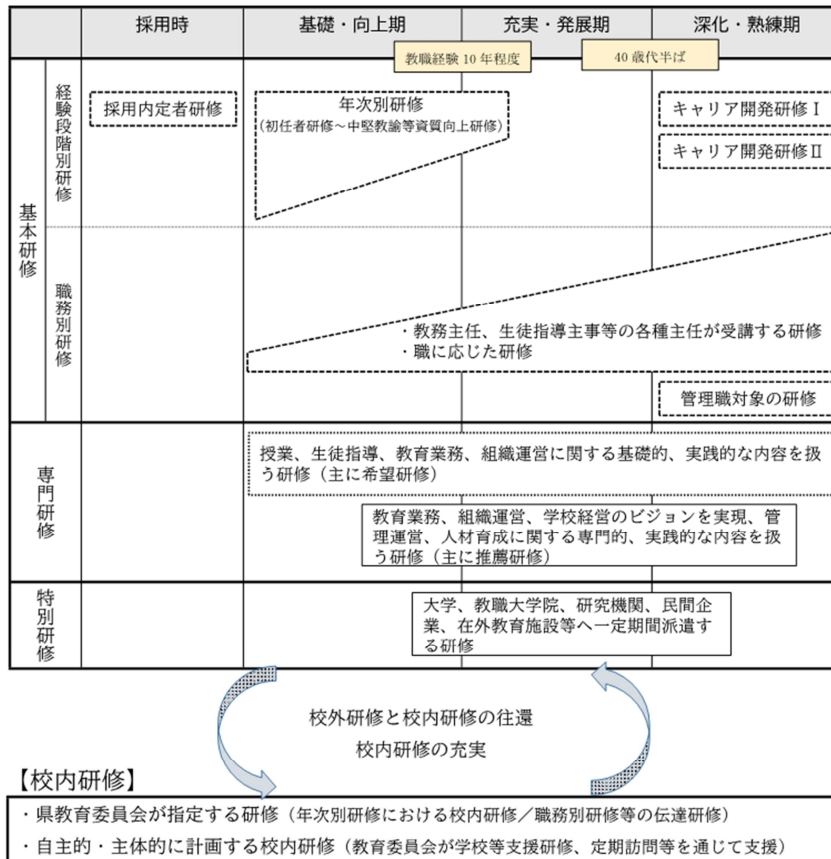 採用時
基礎・向上期
充実・発展期
深化・熟練期
教職経験10年程度
40歳代半ば
基本研修
経験段階別研修
採用内定者研修
年次別研修
(初任者研修～中堅教諭等資質向上研修)
キャリア開発研修Ⅰ
キャリア開発研修Ⅱ
職務別研修
・教務主任、生徒指導主事等の各種主任が受講する研修
・職に応じた研修
管理職対象の研修
専門研修
授業、生徒指導、教育業務、組織運営に関する基礎的、実践的な内容を扱
う研修（主に希望研修）
教育業務、組織運営、学校経営のビジョンを実現、管
理運営、人材育成に関する専門的、実践的な内容を扱
う研修（主に推薦研修）
特別研修
大学、教職大学院、研究機関、民間企
業、在外教育施設等へ一定期間派遣す
る研修
校外研修と校内研修の往還
校内研修の充実
【校内研修】
・県教育委員会が指定する研修（年次別研修における校内研修／職務別研修等の伝達研修）
・自主的・主体的に計画する校内研修（教育委員会が学校等支援研修、定期訪問等を通じて支援）